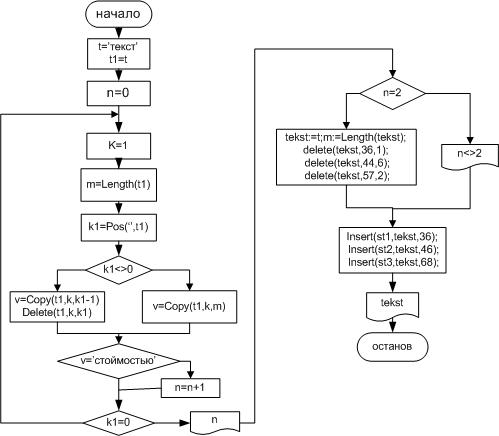 начало
t='текст'
t1=t
n=0
K=1
m=Length(t1)
k1=Pos('',t1)
k1<>0
v=Copy(t1,k,k1-1)
Delete(t1,k,k1)
v=Copy(t1,k,m)
v='стоймостью'
n=n+1
k1=0
n
n=2
tekst:=t;m:=Length(tekst);
delete(tekst,36,1);
delete(tekst,44,6);
delete(tekst,57,2);
n<>2
Insert(st1,tekst,36);
Insert(st2,tekst,46);
Insert(st3,tekst,68);
tekst
останов